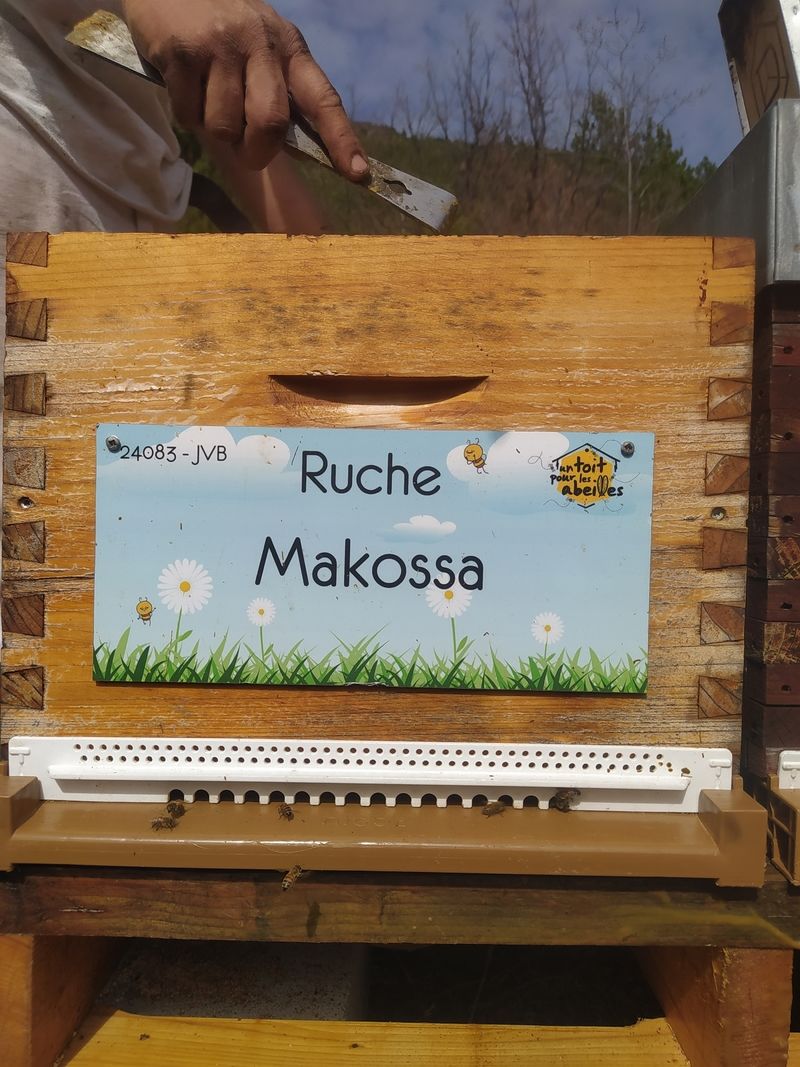 24083 - JVB
Ruche
Makossa
un toit
pour les
abeilles